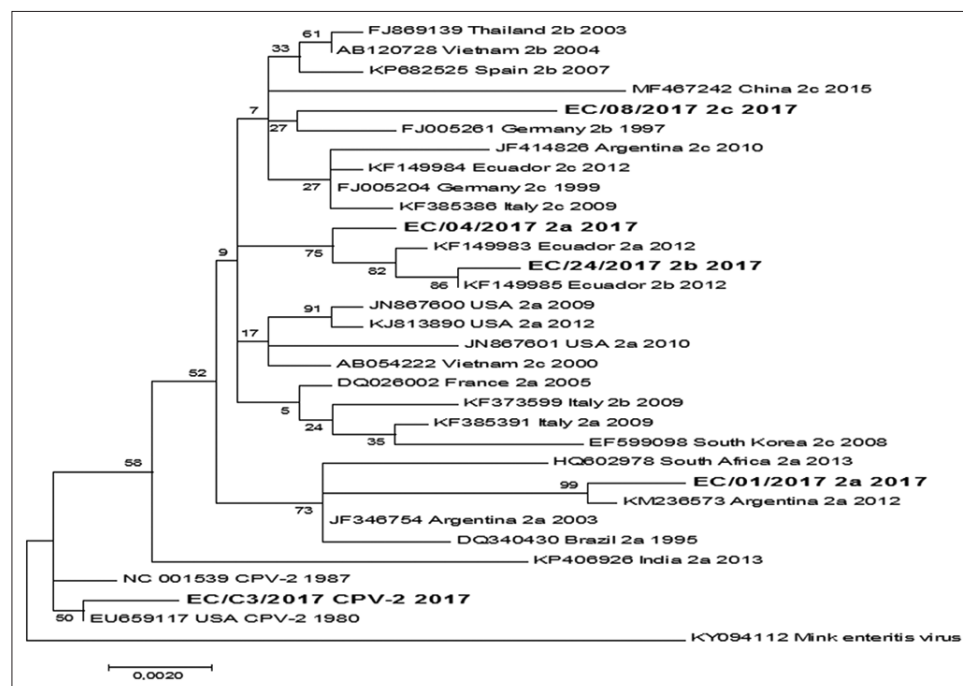 61
FJ869139 Thailand 2b 2003
33
AB120728 Vietnam 2b 2004
KP682525 Spain 2b 2007
MF467242 China 2c 2015
7
EC/08/2017 2c 2017
27
FJ005261 Germany 2b 1997
JF414826 Argentina 2c 2010
KF149984 Ecuador 2c 2012
27
FJ005204 Germany 2c 1999
KF385386 Italy 2c 2009
EC/04/2017 2a 2017
9
75
KF149983 Ecuador 2a 2012
82
EC/24/2017 2b 2017
86
KF149985 Ecuador 2b 2012
91
JN867600 USA 2a 2009
KJ813890 USA 2a 2012
17
JN867601 USA 2a 2010
AB054222 Vietnam 2c 2000
52
DQ026002 France 2a 2005
5
KF373599 Italy 2b 2009
24
KF385391 Italy 2a 2009
35
EF599098 South Korea 2c 2008
58
HQ602978 South Africa 2a 2013
99
EC/01/2017 2a 2017
KM236573 Argentina 2a 2012
73
JF346754 Argentina 2a 2003
DQ340430 Brazil 2a 1995
KP406926 India 2a 2013
NC 001539 CPV-2 1987
EC/C3/2017 CPV-2 2017
50
EU659117 USA CPV-2 1980
KY094112 Mink enteritis virus
0,0020